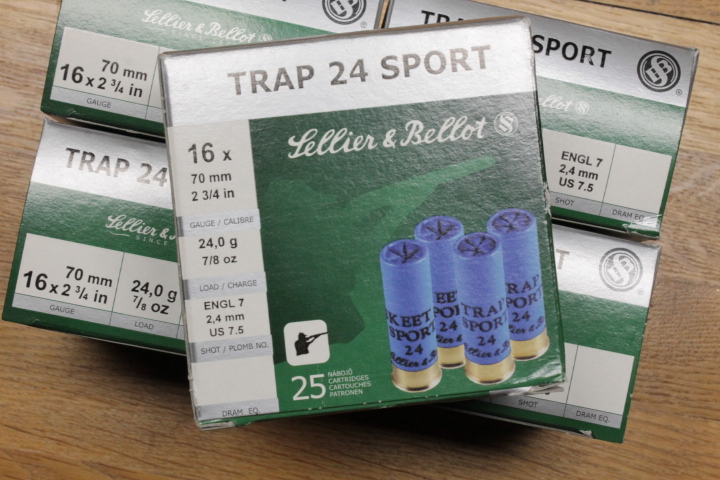 Sellier & Bellot
70 mm
16 x 2 3/4 in
GAUGE
SPORT
ENGL 7
2,4 mm
US 7.5
SHOT
DRAM EQ.
TRAP 24 SPORT
Sellier & Bellot
16 x
70 mm
2 3/4 in
GAUGE / CALIBRE
24,0 g
7/8 oz
LOAD / CHARGE
ENGL 7
2,4 mm
US 7.5
SHOT / PLOMB NO.
DRAM EQ.
25
NÁBOJŮ
CARTRIDGES
CARTOUCHES
PATRONEN
SKEET
SPORT
24
Sellier & Bellot
TRAP
SPORT
24
Sellier & Bellot
TRAP 24
70 mm
16 x 2 3/4 in
GAUGE
24,0 g
7/8 oz
LOAD
SHOT
DRAM EQ.